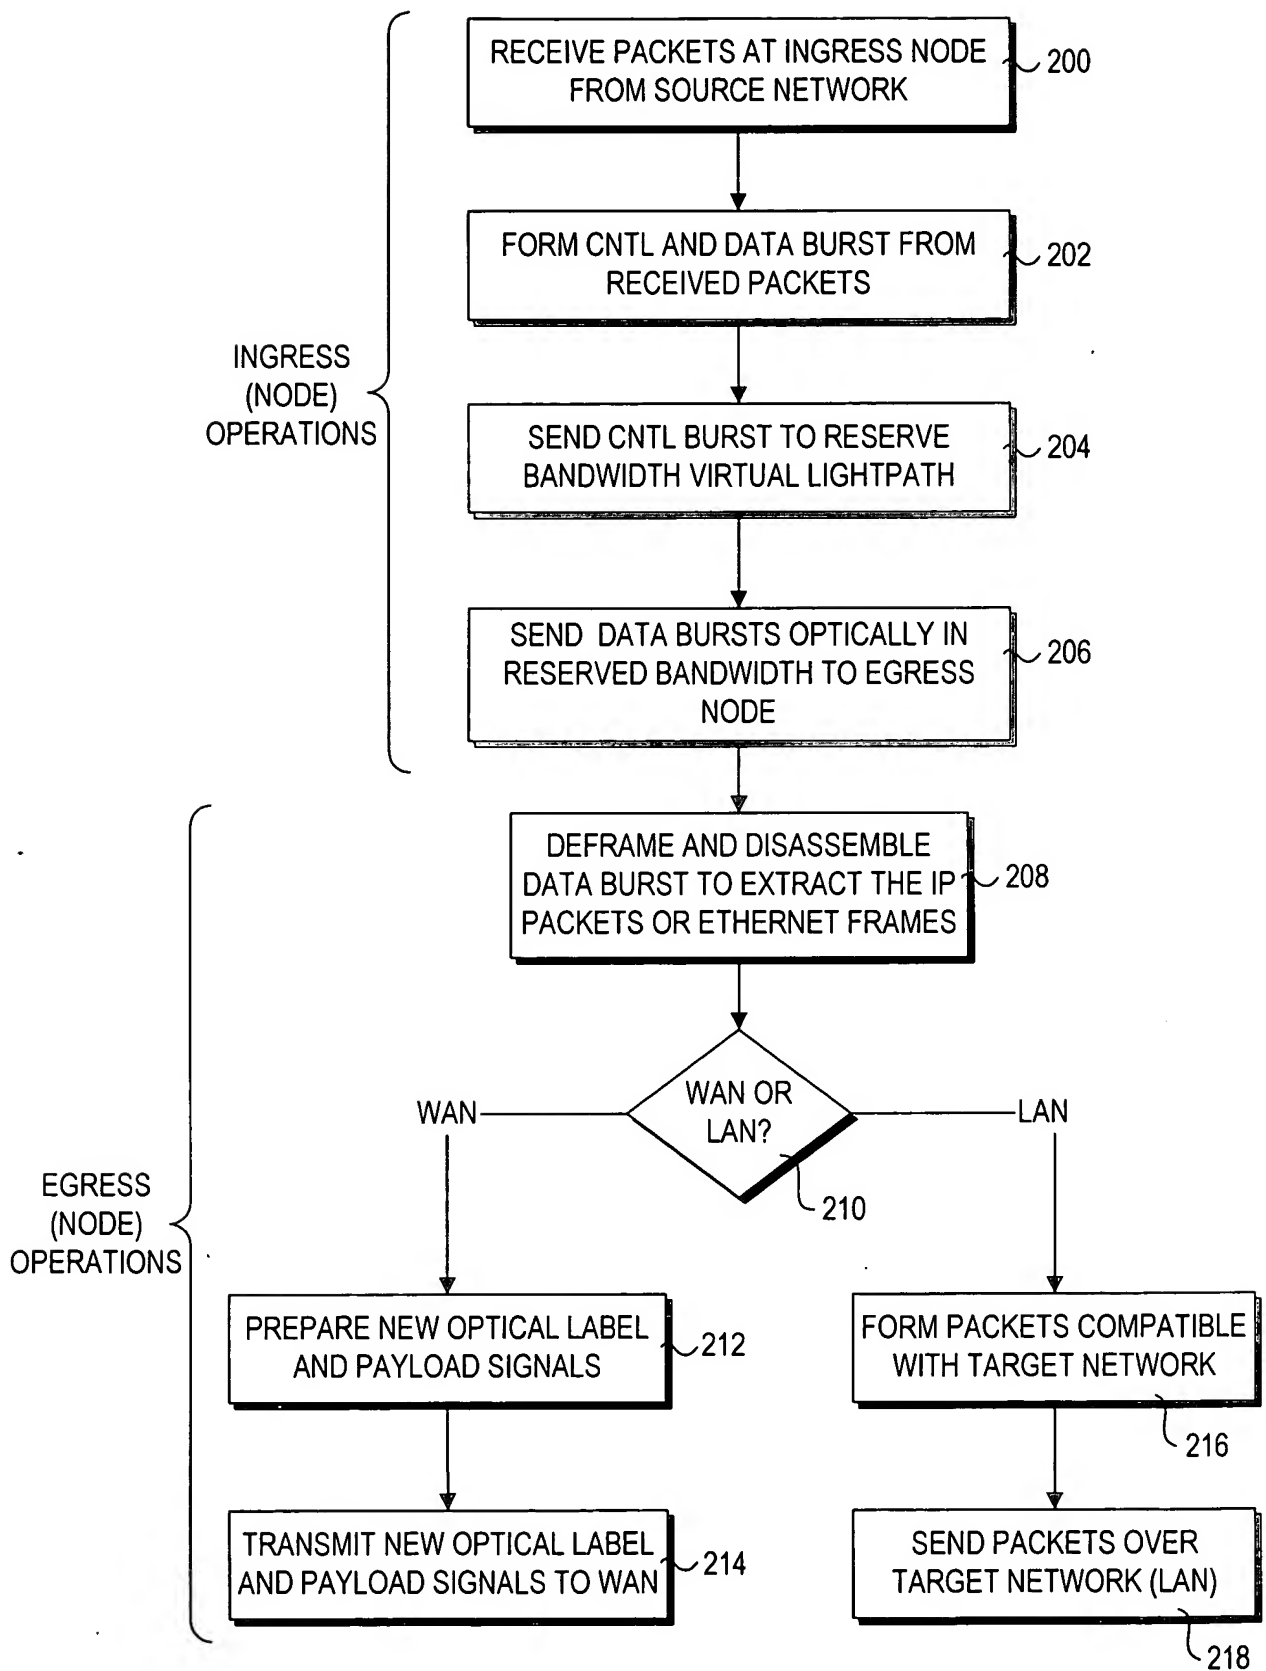 RECEIVE PACKETS AT INGRESS NODE
FROM SOURCE NETWORK
200
FORM CNTL AND DATA BURST FROM
RECEIVED PACKETS
202
INGRESS
(NODE)
OPERATIONS
SEND CNTL BURST TO RESERVE
BANDWIDTH VIRTUAL LIGHTPATH
204
SEND DATA BURSTS OPTICALLY IN
RESERVED BANDWIDTH TO EGRESS
NODE
206
DEFRAME AND DISASSEMBLE
DATA BURST TO EXTRACT THE IP
PACKETS OR ETHERNET FRAMES
208
WAN OR
LAN?
WAN
LAN
210
EGRESS
(NODE)
OPERATIONS
PREPARE NEW OPTICAL LABEL
AND PAYLOAD SIGNALS
212
FORM PACKETS COMPATIBLE
WITH TARGET NETWORK
216
TRANSMIT NEW OPTICAL LABEL
AND PAYLOAD SIGNALS TO WAN
214
SEND PACKETS OVER
TARGET NETWORK (LAN)
218